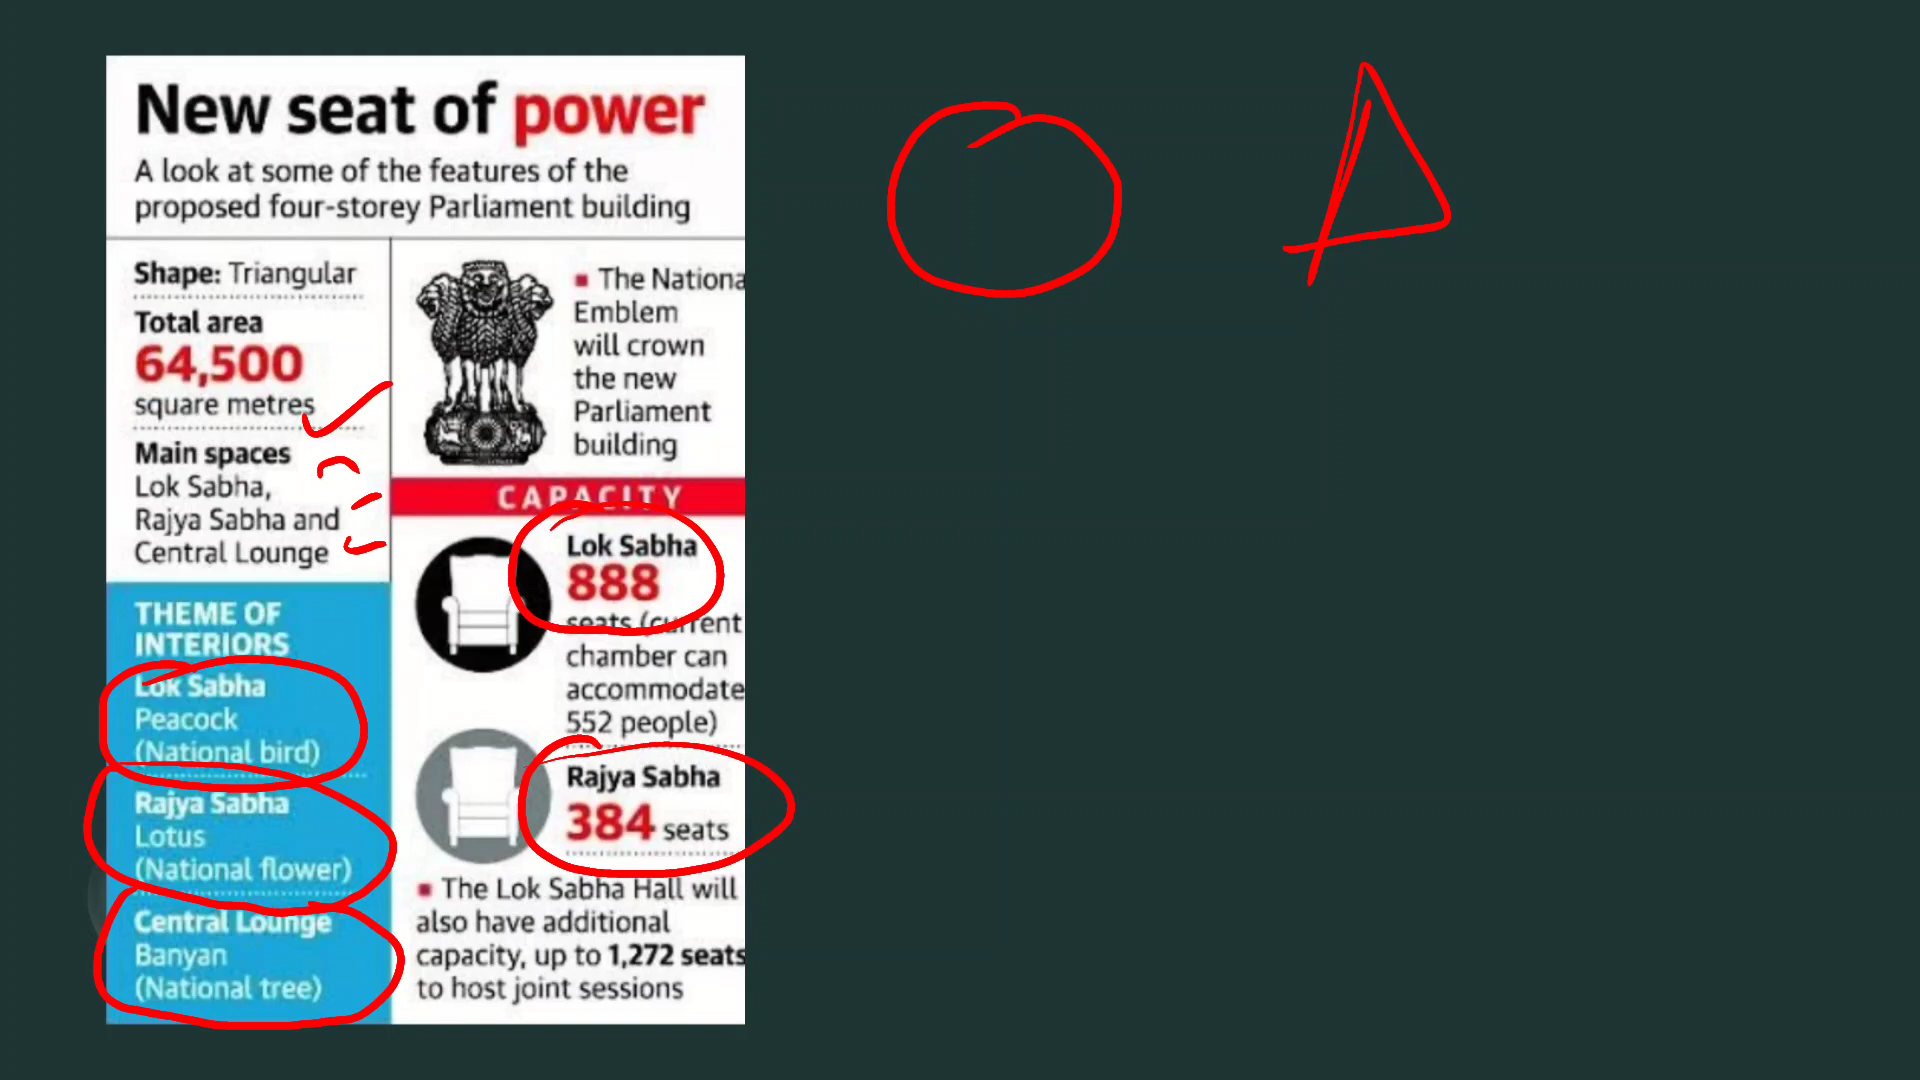 New seat of power
A look at some of the features of the
proposed four-storey Parliament building
Shape: Triangular
Total area
64,500
square metres
Main spaces
Lok Sabha,
Rajya Sabha and
Central Lounge
THEME OF
INTERIORS
Lok Sabha
Peacock
(National bird)
Rajya Sabha
Lotus
(National flower)
Central Lounge
Banyan
(National tree)
■ The Nationa
Emblem
will crown
the new
Parliament
building
CAPACITY
Lok Sabha
888
seats (current
chamber can
accommodate
552 people)
Rajya Sabha
384 seats
■ The Lok Sabha Hall will
also have additional
capacity, up to 1,272 seats
to host joint sessions